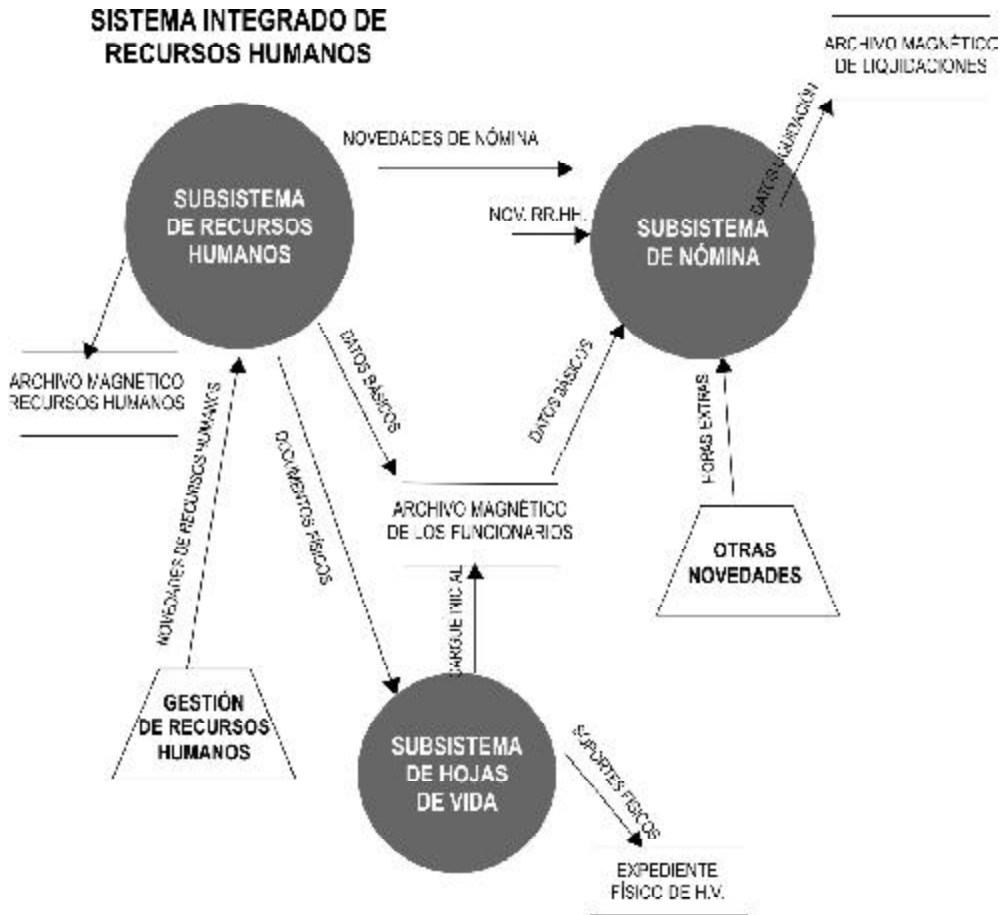 SISTEMA INTEGRADO DE
RECURSOS HUMANOS
ARCHIVO MAGNÉTICO
DE LIQUIDACIONES
NOVEDADES DE NÓMINA
DATOS LIQUIDACIÓN
SUBSISTEMA
DE RECURSOS
HUMANOS
NOV. RR.HH.
SUBSISTEMA
DE NÓMINA
ARCHIVO MAGNÉTICO
RECURSOS HUMANOS
DATOS BÁSICOS
DATOS BÁSICOS
HORAS EXTRAS
NOVEDADES DE RECURSOS HUMANOS
DOCUMENTOS FÍSICOS
ARCHIVO MAGNÉTICO
DE LOS FUNCIONARIOS
OTRAS
NOVEDADES
CARGUE INICIAL
GESTIÓN
DE RECURSOS
HUMANOS
SUBSISTEMA
DE HOJAS
DE VIDA
SOPORTES FÍSICOS
EXPEDIENTE
FÍSICO DE H.V.